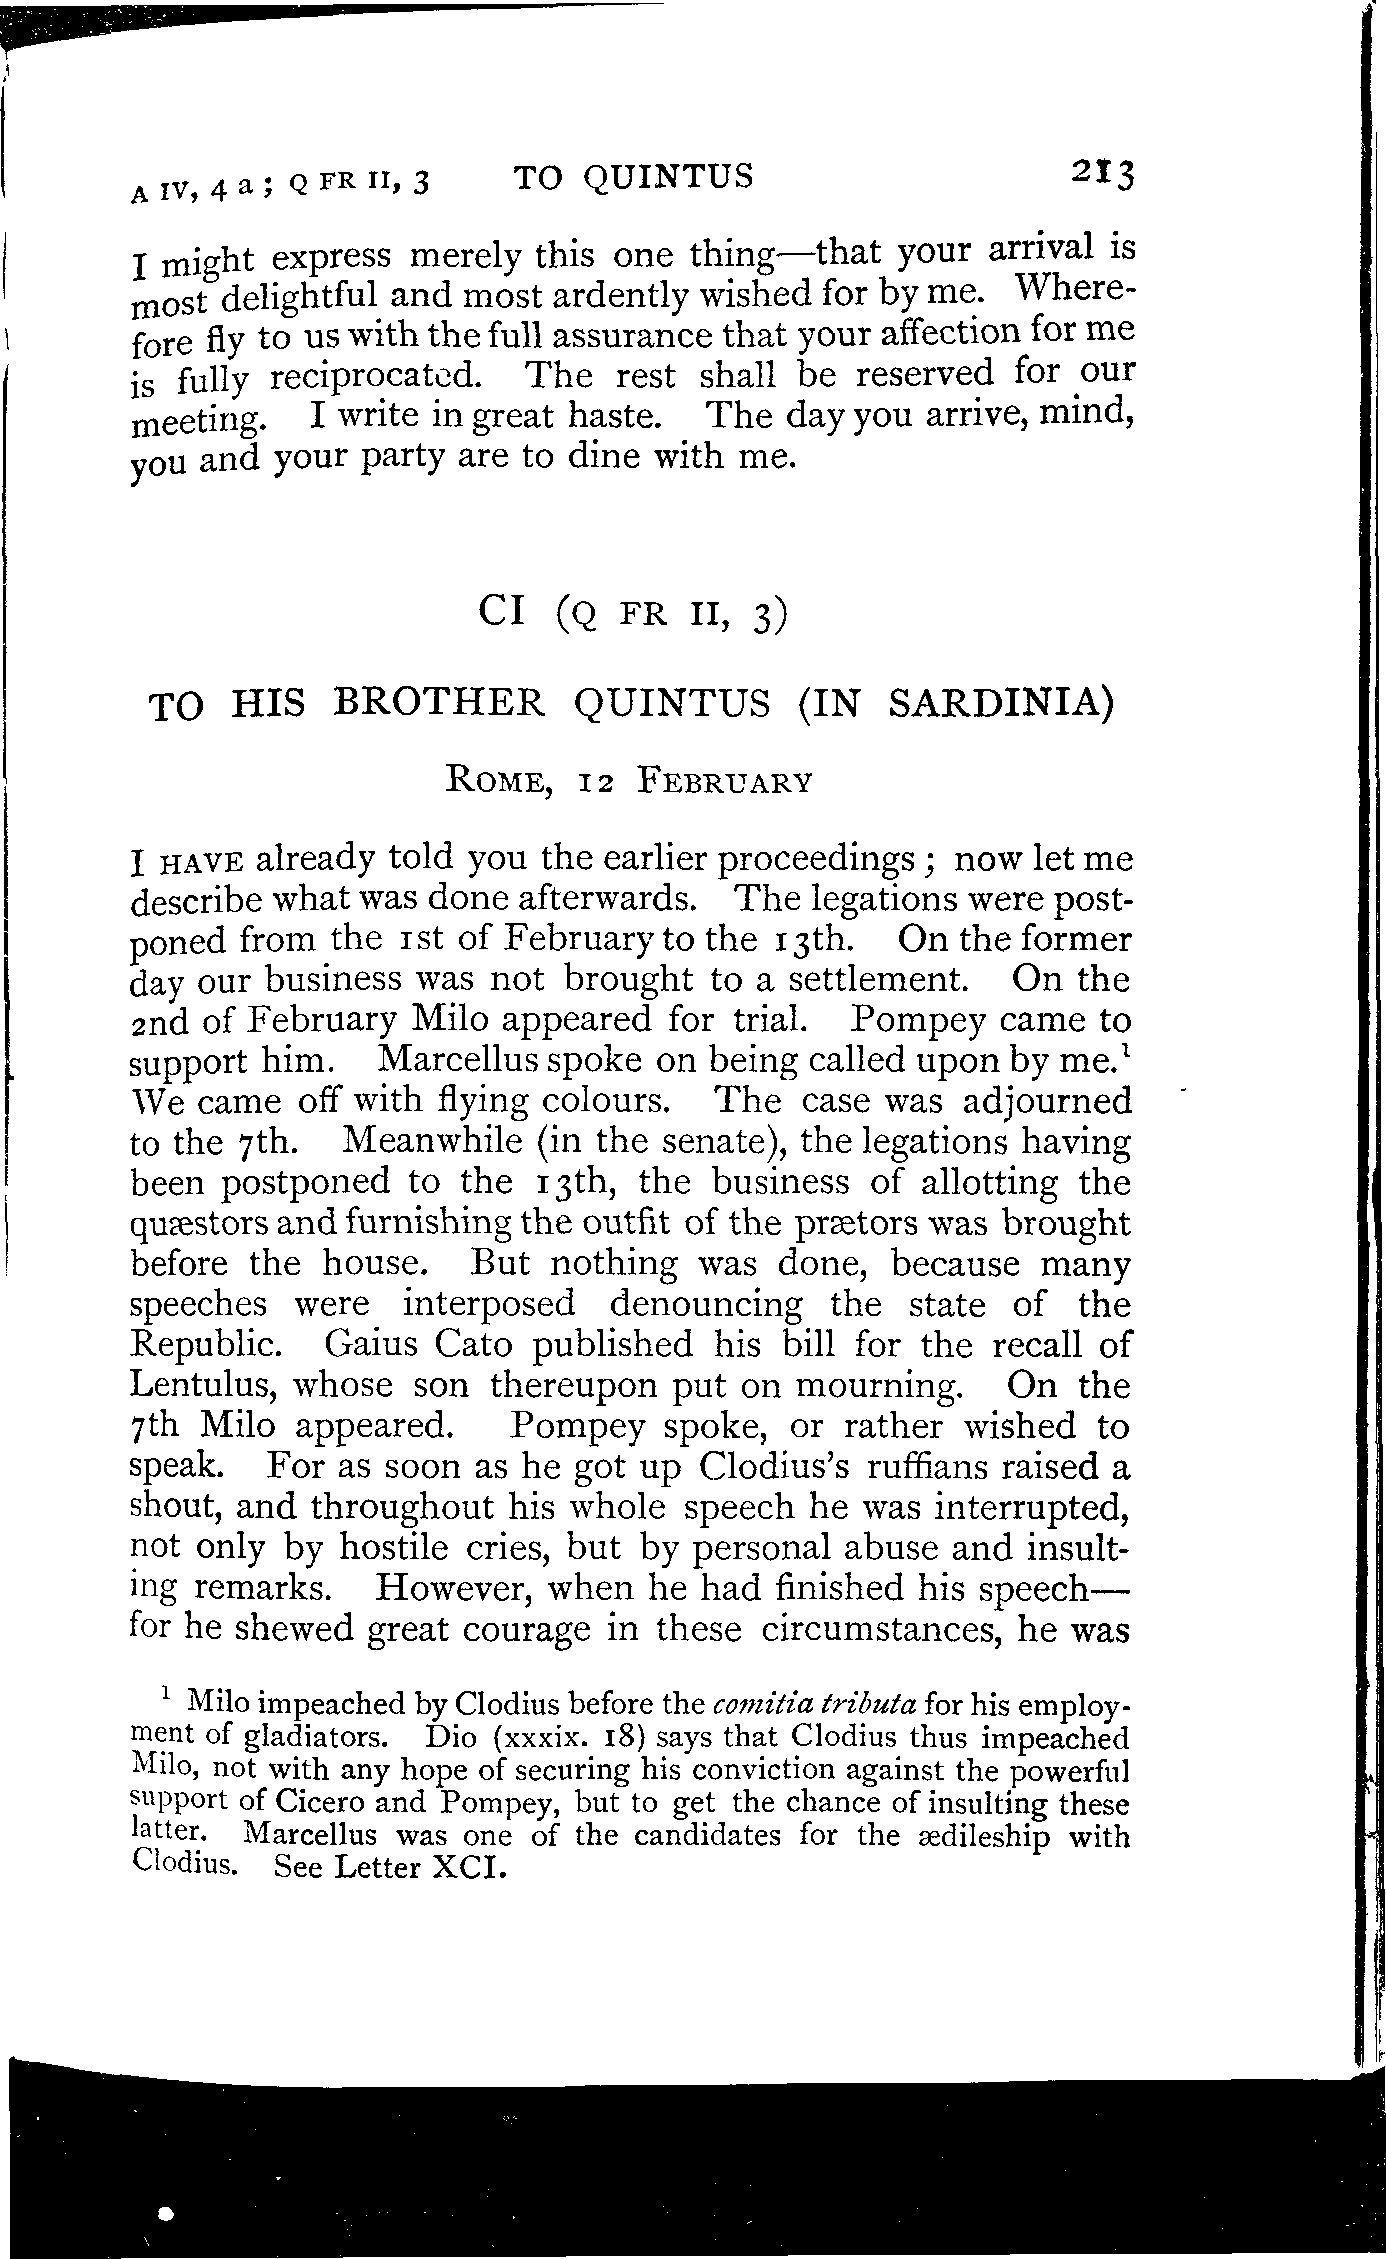 A IV, 4 a; Q FR II, 3 TO QUINTUS 213
I might express merely this one thing—that your arrival is
most delightful and most ardently wished for by me. Where-
fore fly to us with the full assurance that your affection for me
is fully reciprocated. The rest shall be reserved for our
meeting. I write in great haste. The day you arrive, mind,
you and your party are to dine with me.
CI (Q FR II, 3)
TO HIS BROTHER QUINTUS (IN SARDINIA)
ROME, 12 FEBRUARY
I HAVE already told you the earlier proceedings; now let me
describe what was done afterwards. The legations were post-
poned from the 1st of February to the 13th. On the former
day our business was not brought to a settlement. On the
2nd of February Milo appeared for trial. Pompey came to
support him. Marcellus spoke on being called upon by me.¹
We came off with flying colours. The case was adjourned
to the 7th. Meanwhile (in the senate), the legations having
been postponed to the 13th, the business of allotting the
quæstors and furnishing the outfit of the prætors was brought
before the house. But nothing was done, because many
speeches were interposed denouncing the state of the
Republic. Gaius Cato published his bill for the recall of
Lentulus, whose son thereupon put on mourning. On the
7th Milo appeared. Pompey spoke, or rather wished to
speak. For as soon as he got up Clodius's ruffians raised a
shout, and throughout his whole speech he was interrupted,
not only by hostile cries, but by personal abuse and insult-
ing remarks. However, when he had finished his speech—
for he shewed great courage in these circumstances, he was
¹ Milo impeached by Clodius before the comitia tributa for his employ-
ment of gladiators. Dio (xxxix. 18) says that Clodius thus impeached
Milo, not with any hope of securing his conviction against the powerful
support of Cicero and Pompey, but to get the chance of insulting these
latter. Marcellus was one of the candidates for the ædileship with
Clodius. See Letter XCI.